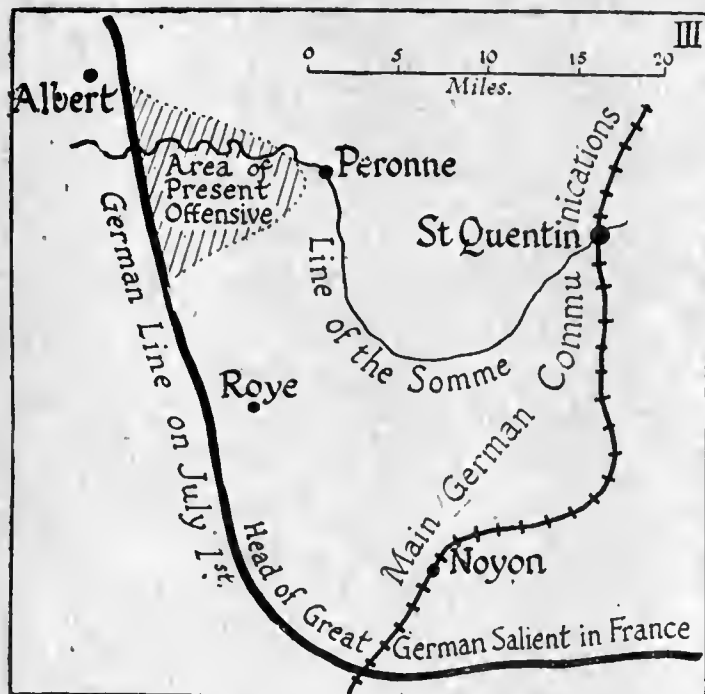 III
0 5 10 15 20
Miles.
Albert
Area of
Present
Offensive.
Peronne
St Quentin
German Line on July 1st.
Line of the Somme
Roye
Main German Communications
Noyon
Head of Great German Salient in France